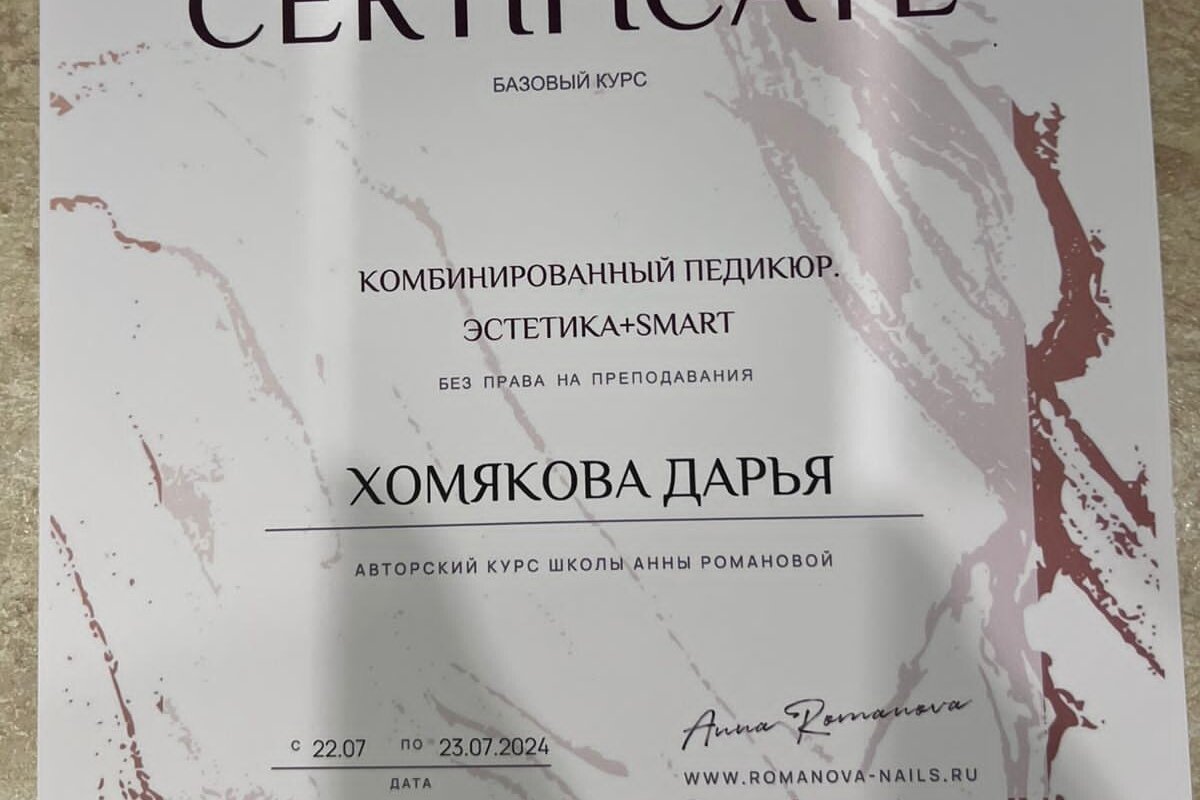 CERTIFICATE
БАЗОВЫЙ КУРС
КОМБИНИРОВАННЫЙ ПЕДИКЮР.
ЭСТЕТИКА+SMART
БЕЗ ПРАВА НА ПРЕПОДАВАНИЯ
ХОМЯКОВА ДАРЬЯ
АВТОРСКИЙ КУРС ШКОЛЫ АННЫ РОМАНОВОЙ
Anna Romanova
С 22.07 ПО 23.07.2024
ДАТА
WWW.ROMANOVA-NAILS.RU